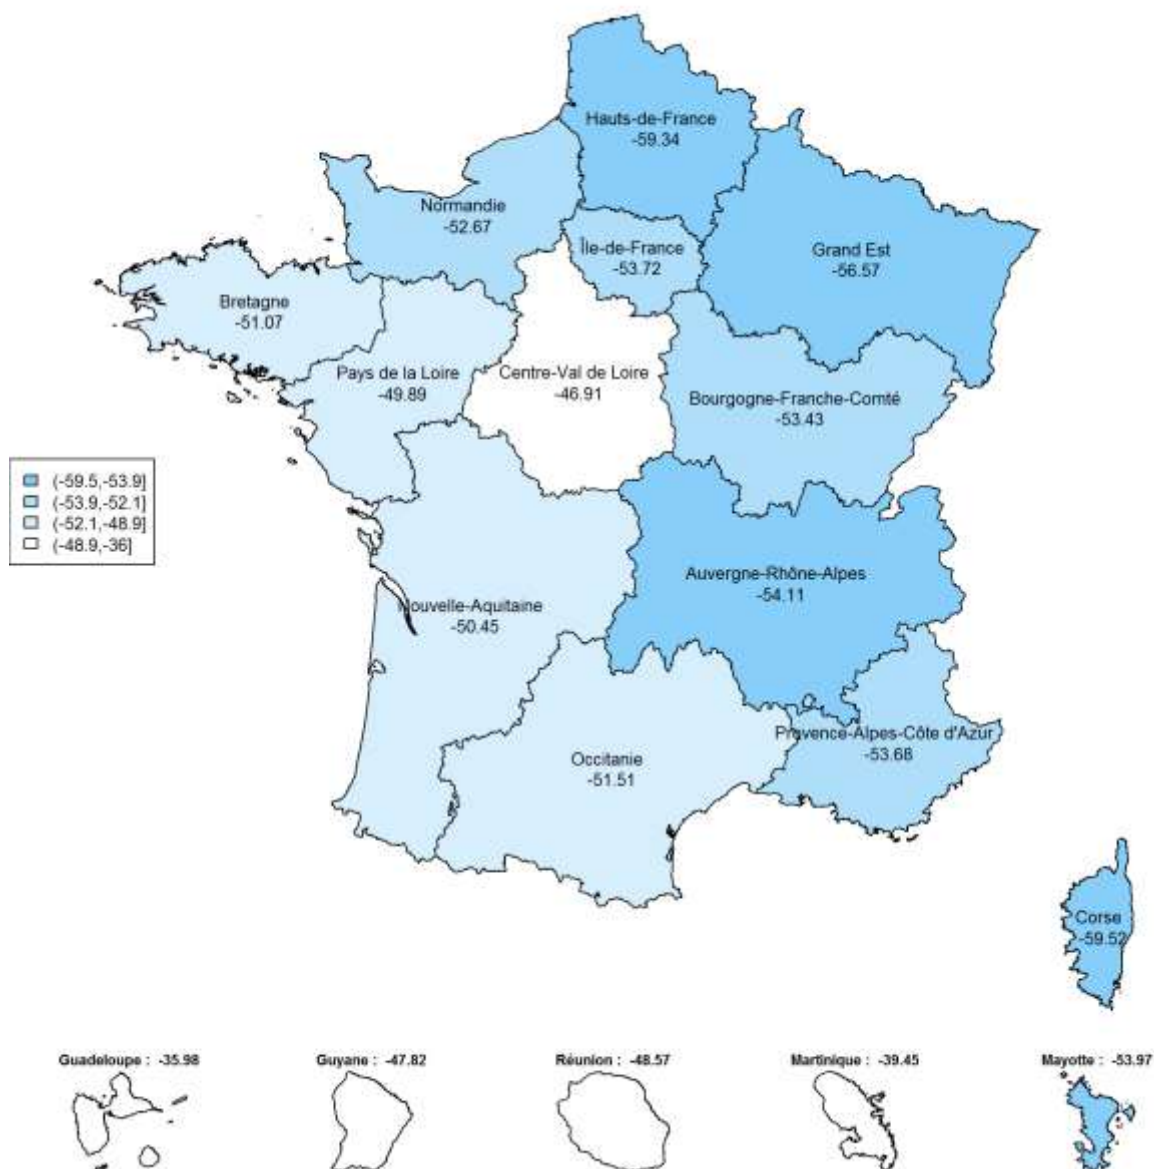 Hauts-de-France
-59.34
Normandie
-52.67
Île-de-France
-53.72
Grand Est
-56.57
Bretagne
-51.07
Pays de la Loire
-49.89
Centre-Val de Loire
-46.91
Bourgogne-Franche-Comté
-53.43
(-59.5,-53.9]
(-53.9,-52.1]
(-52.1,-48.9]
(-48.9,-36]
Auvergne-Rhône-Alpes
-54.11
Nouvelle-Aquitaine
-50.45
Provence-Alpes-Côte d'Azur
-53.68
Occitanie
-51.51
Corse
-59.52
Guadeloupe : -35.98
Guyane : -47.82
Réunion : -48.57
Martinique : -39.45
Mayotte : -53.97